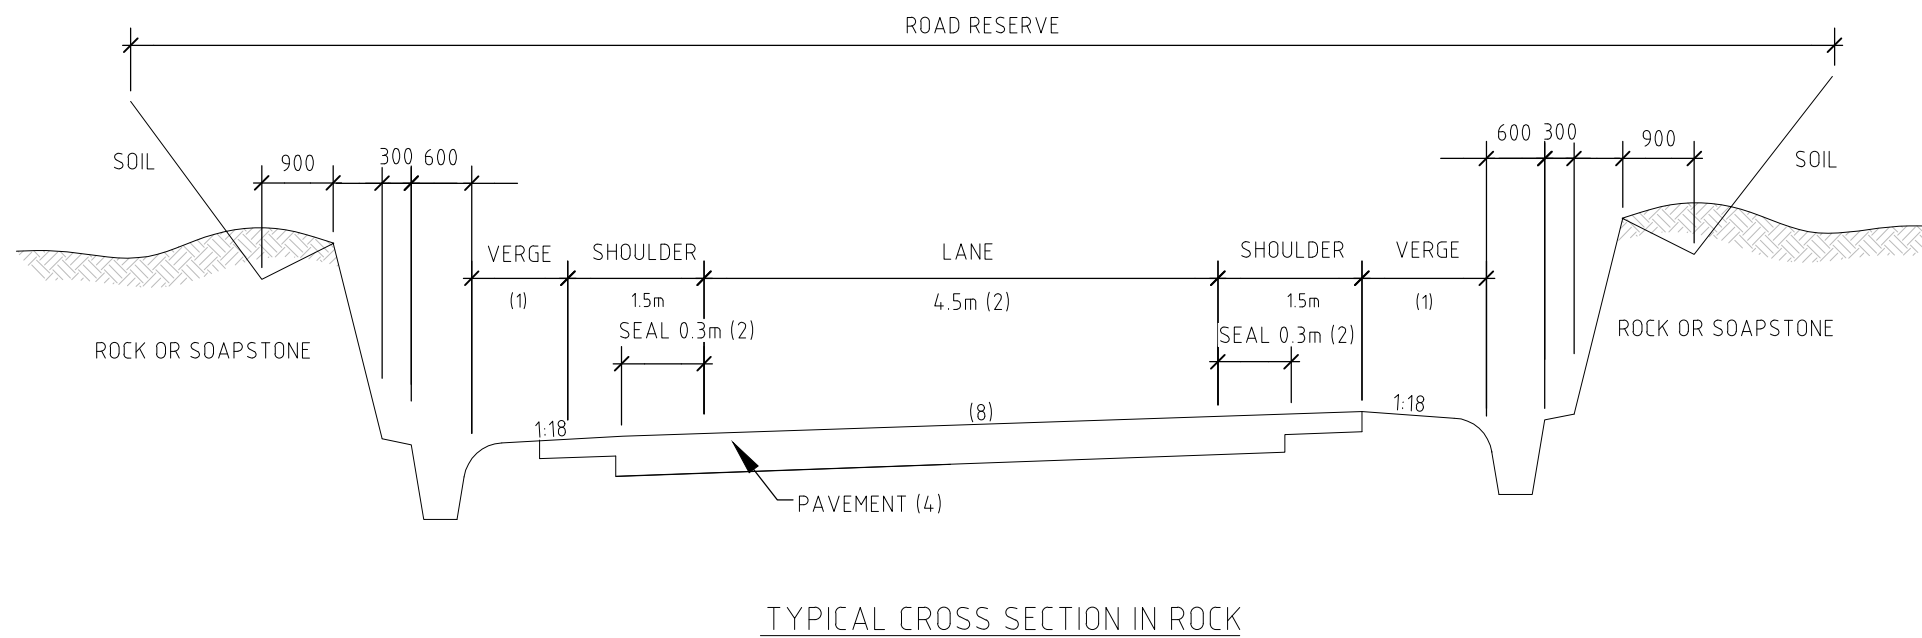 ROAD RESERVE
600 300 900
900 300 600
SOIL
SOIL
VERGE SHOULDER LANE SHOULDER VERGE
(1) 1.5m 4.5m (2) 1.5m (1)
SEAL 0.3m (2) SEAL 0.3m (2)
ROCK OR SOAPSTONE
ROCK OR SOAPSTONE
1:18 (8) 1:18
PAVEMENT (4)
TYPICAL CROSS SECTION IN ROCK